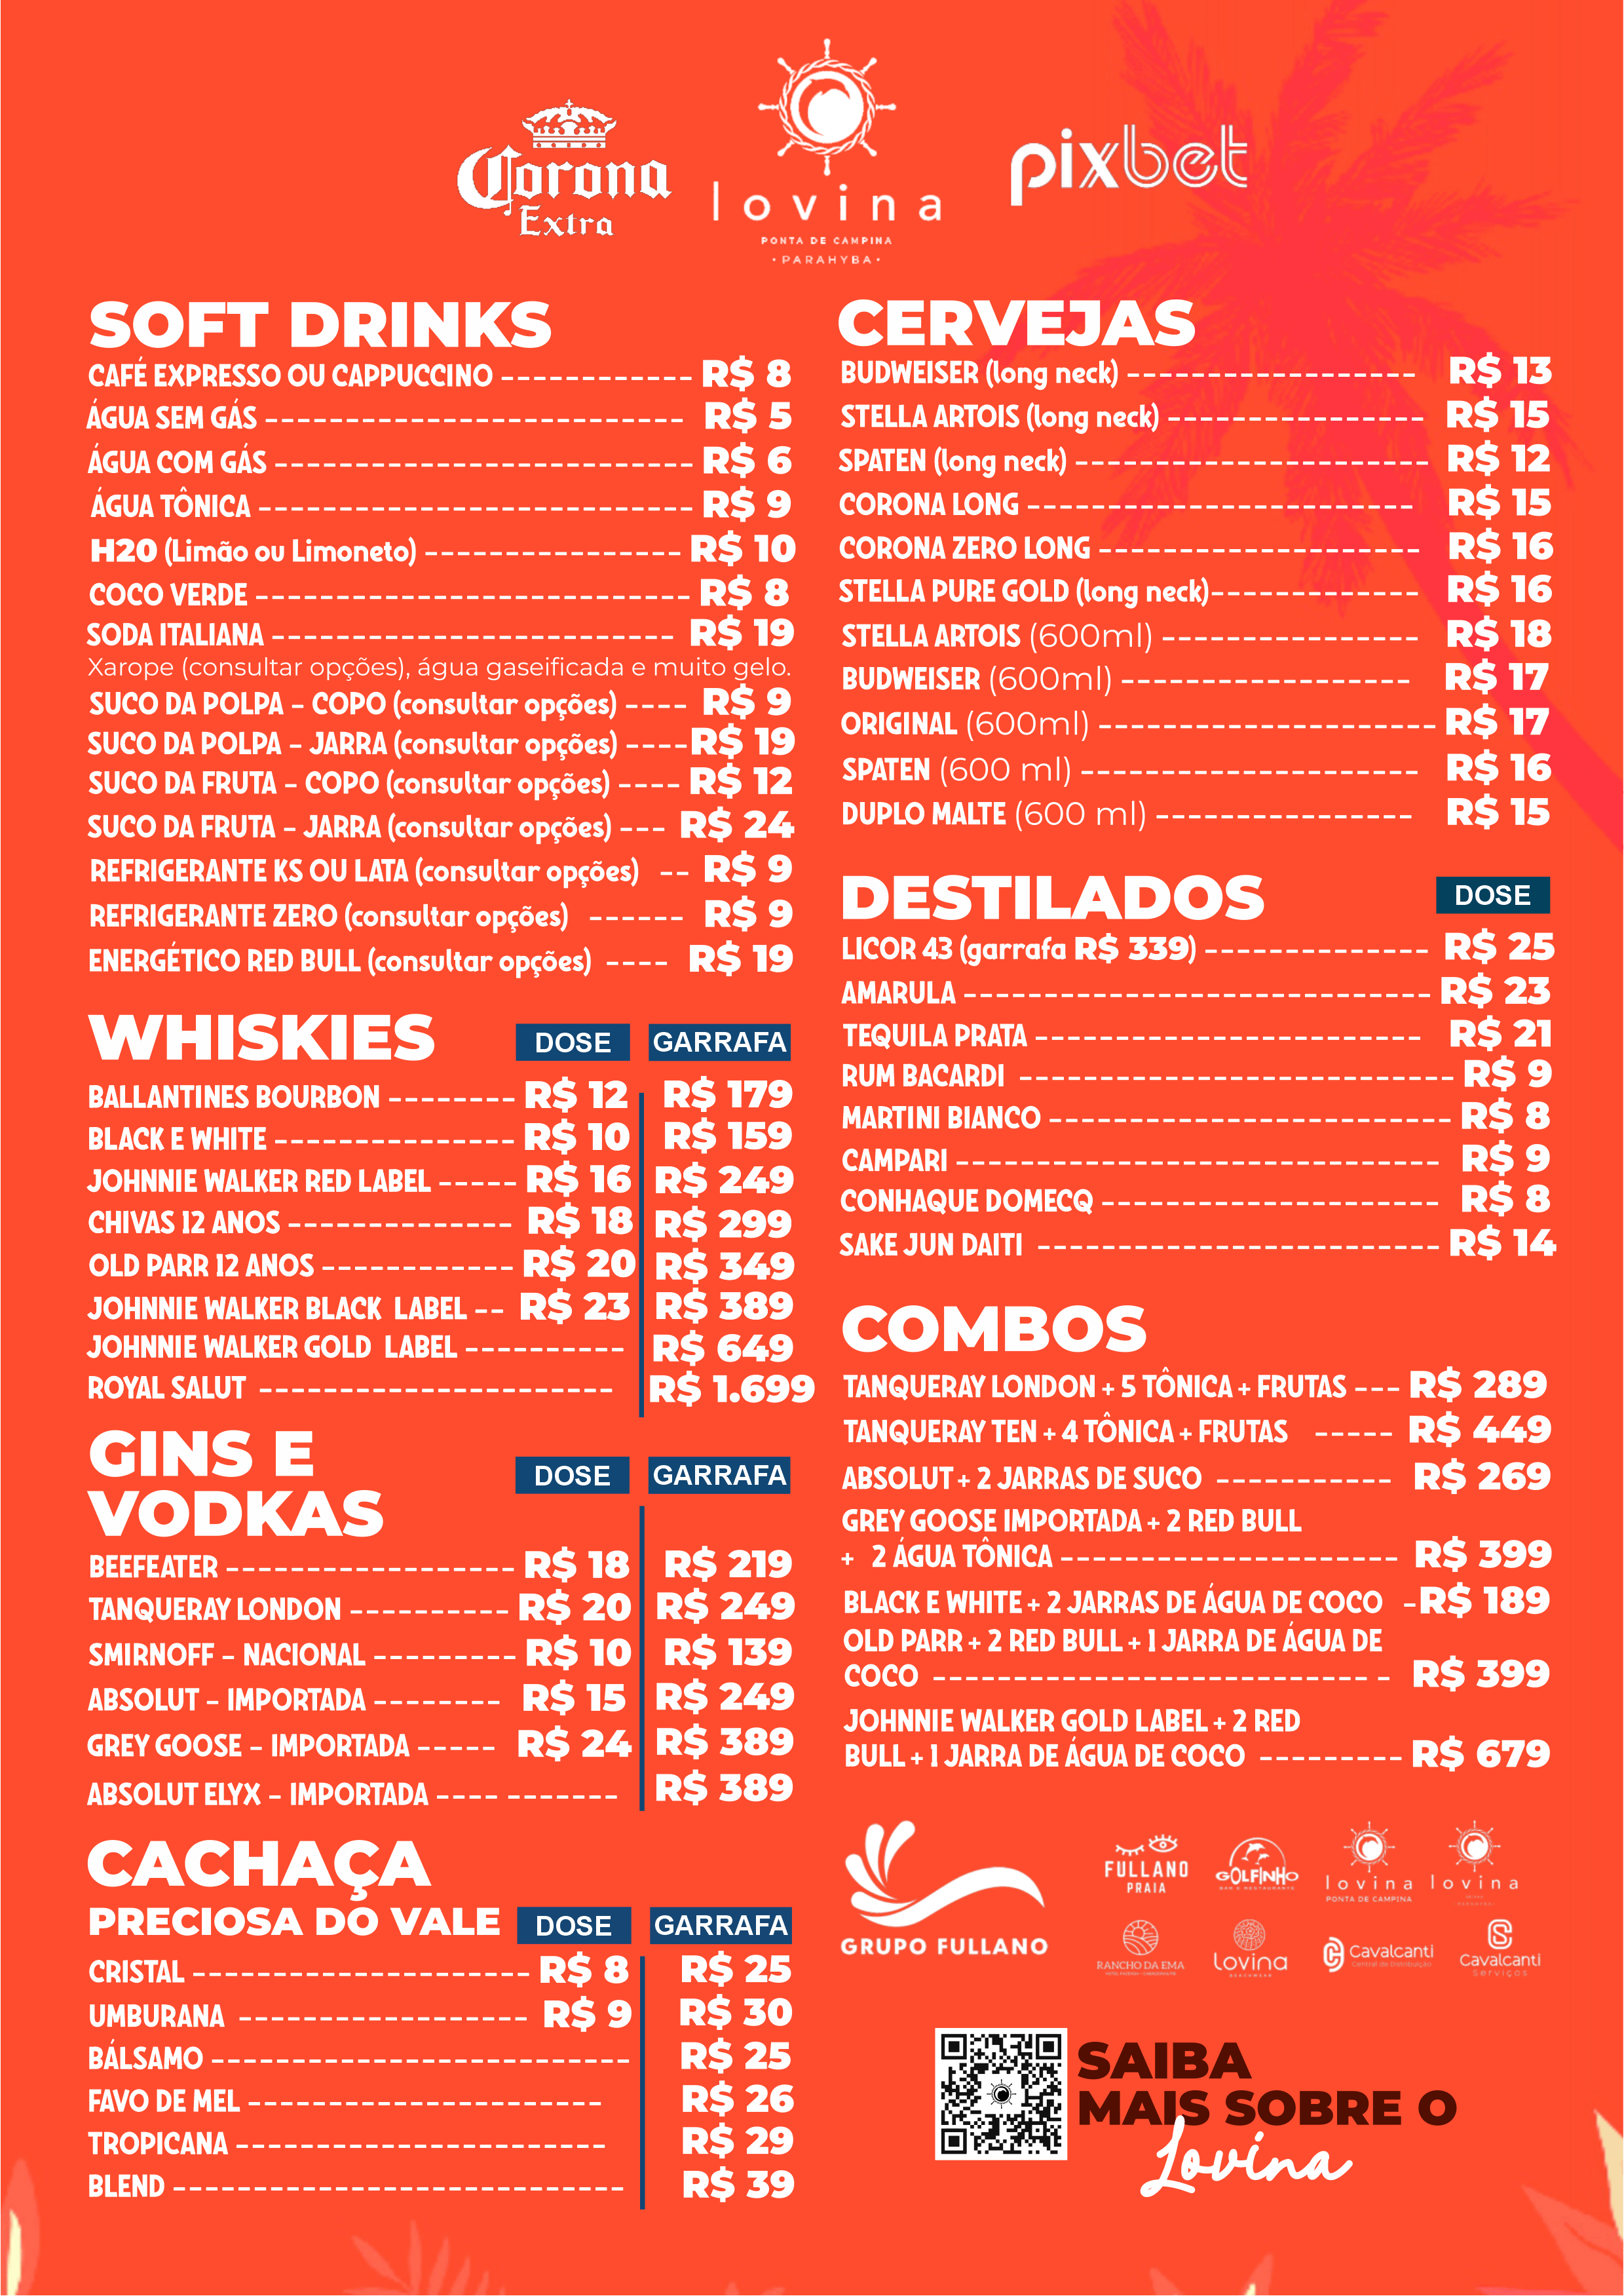 Corona
Extra
lovina
PONTA DE CAMPINA
• PARAHYBA •
pixbet
SOFT DRINKS
CAFÉ EXPRESSO OU CAPPUCCINO ------------ R$ 8
ÁGUA SEM GÁS -------------------------- R$ 5
ÁGUA COM GÁS -------------------------- R$ 6
ÁGUA TÔNICA --------------------------- R$ 9
H20 (Limão ou Limoneto) ---------------- R$ 10
COCO VERDE --------------------------- R$ 8
SODA ITALIANA ------------------------- R$ 19
Xarope (consultar opções), água gaseificada e muito gelo.
SUCO DA POLPA - COPO (consultar opções) ---- R$ 9
SUCO DA POLPA - JARRA (consultar opções) ----R$ 19
SUCO DA FRUTA - COPO (consultar opções) ---- R$ 12
SUCO DA FRUTA - JARRA (consultar opções) --- R$ 24
REFRIGERANTE KS OU LATA (consultar opções) -- R$ 9
REFRIGERANTE ZERO (consultar opções) ------ R$ 9
ENERGÉTICO RED BULL (consultar opções) ---- R$ 19
WHISKIES DOSE GARRAFA
BALLANTINES BOURBON -------- R$ 12 R$ 179
BLACK E WHITE --------------- R$ 10 R$ 159
JOHNNIE WALKER RED LABEL ----- R$ 16 R$ 249
CHIVAS 12 ANOS -------------- R$ 18 R$ 299
OLD PARR 12 ANOS ------------ R$ 20 R$ 349
JOHNNIE WALKER BLACK LABEL -- R$ 23 R$ 389
JOHNNIE WALKER GOLD LABEL ---------- R$ 649
ROYAL SALUT ---------------------- R$ 1.699
GINS E
VODKAS DOSE GARRAFA
BEEFEATER ------------------ R$ 18 R$ 219
TANQUERAY LONDON ---------- R$ 20 R$ 249
SMIRNOFF - NACIONAL --------- R$ 10 R$ 139
ABSOLUT - IMPORTADA -------- R$ 15 R$ 249
GREY GOOSE - IMPORTADA ----- R$ 24 R$ 389
ABSOLUT ELYX - IMPORTADA ---- ------- R$ 389
CACHAÇA
PRECIOSA DO VALE DOSE GARRAFA
CRISTAL --------------------- R$ 8 R$ 25
UMBURANA ------------------ R$ 9 R$ 30
BÁLSAMO -------------------------- R$ 25
FAVO DE MEL ---------------------- R$ 26
TROPICANA ----------------------- R$ 29
BLEND ---------------------------- R$ 39
CERVEJAS
BUDWEISER (long neck) ------------------ R$ 13
STELLA ARTOIS (long neck) ---------------- R$ 15
SPATEN (long neck) ---------------------- R$ 12
CORONA LONG ------------------------ R$ 15
CORONA ZERO LONG -------------------- R$ 16
STELLA PURE GOLD (long neck)------------- R$ 16
STELLA ARTOIS (600ml) ---------------- R$ 18
BUDWEISER (600ml) ------------------ R$ 17
ORIGINAL (600ml) --------------------- R$ 17
SPATEN (600 ml) --------------------- R$ 16
DUPLO MALTE (600 ml) ---------------- R$ 15
DESTILADOS DOSE
LICOR 43 (garrafa R$ 339) -------------- R$ 25
AMARULA ----------------------------- R$ 23
TEQUILA PRATA ------------------------ R$ 21
RUM BACARDI --------------------------- R$ 9
MARTINI BIANCO ------------------------- R$ 8
CAMPARI ------------------------------ R$ 9
CONHAQUE DOMECQ --------------------- R$ 8
SAKE JUN DAITI ------------------------- R$ 14
COMBOS
TANQUERAY LONDON + 5 TÔNICA + FRUTAS --- R$ 289
TANQUERAY TEN + 4 TÔNICA + FRUTAS ----- R$ 449
ABSOLUT + 2 JARRAS DE SUCO ----------- R$ 269
GREY GOOSE IMPORTADA + 2 RED BULL
+ 2 ÁGUA TÔNICA --------------------- R$ 399
BLACK E WHITE + 2 JARRAS DE ÁGUA DE COCO -R$ 189
OLD PARR + 2 RED BULL + 1 JARRA DE ÁGUA DE
COCO --------------------------- - R$ 399
JOHNNIE WALKER GOLD LABEL + 2 RED
BULL + 1 JARRA DE ÁGUA DE COCO --------- R$ 679
GRUPO FULLANO
FULLANO
PRAIA
GOLFINHO
BAR E RESTAURANTE
lovina
PONTA DE CAMPINA
lovina
RANCHO DA EMA
Lovina
BEACHWEAR
Cavalcanti
Central de Distribuição
Cavalcanti
Serviços
SAIBA
MAIS SOBRE O
Lovina